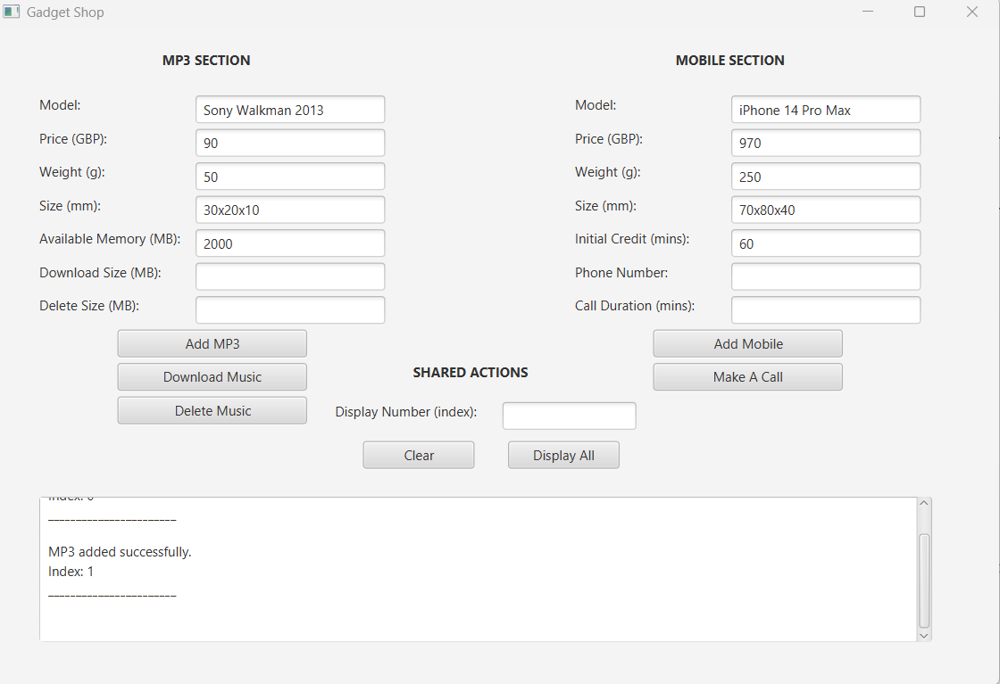 Gadget Shop
MP3 SECTION
Model: Sony Walkman 2013
Price (GBP): 90
Weight (g): 50
Size (mm): 30x20x10
Available Memory (MB): 2000
Download Size (MB):
Delete Size (MB):
Add MP3
Download Music
Delete Music
MOBILE SECTION
Model: iPhone 14 Pro Max
Price (GBP): 970
Weight (g): 250
Size (mm): 70x80x40
Initial Credit (mins): 60
Phone Number:
Call Duration (mins):
Add Mobile
Make A Call
SHARED ACTIONS
Display Number (index):
Clear Display All
Index: 0
________________________
MP3 added successfully.
Index: 1
________________________